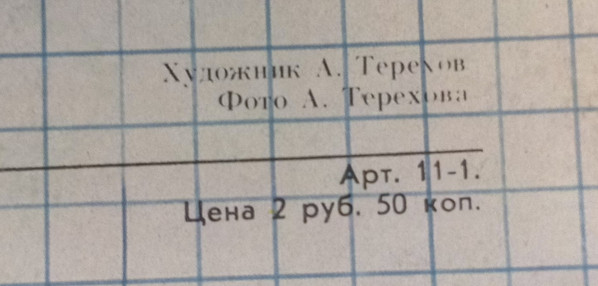 Художник А. Терехов
Фото А. Терехова
Арт. 11-1.
Цена 2 руб. 50 коп.